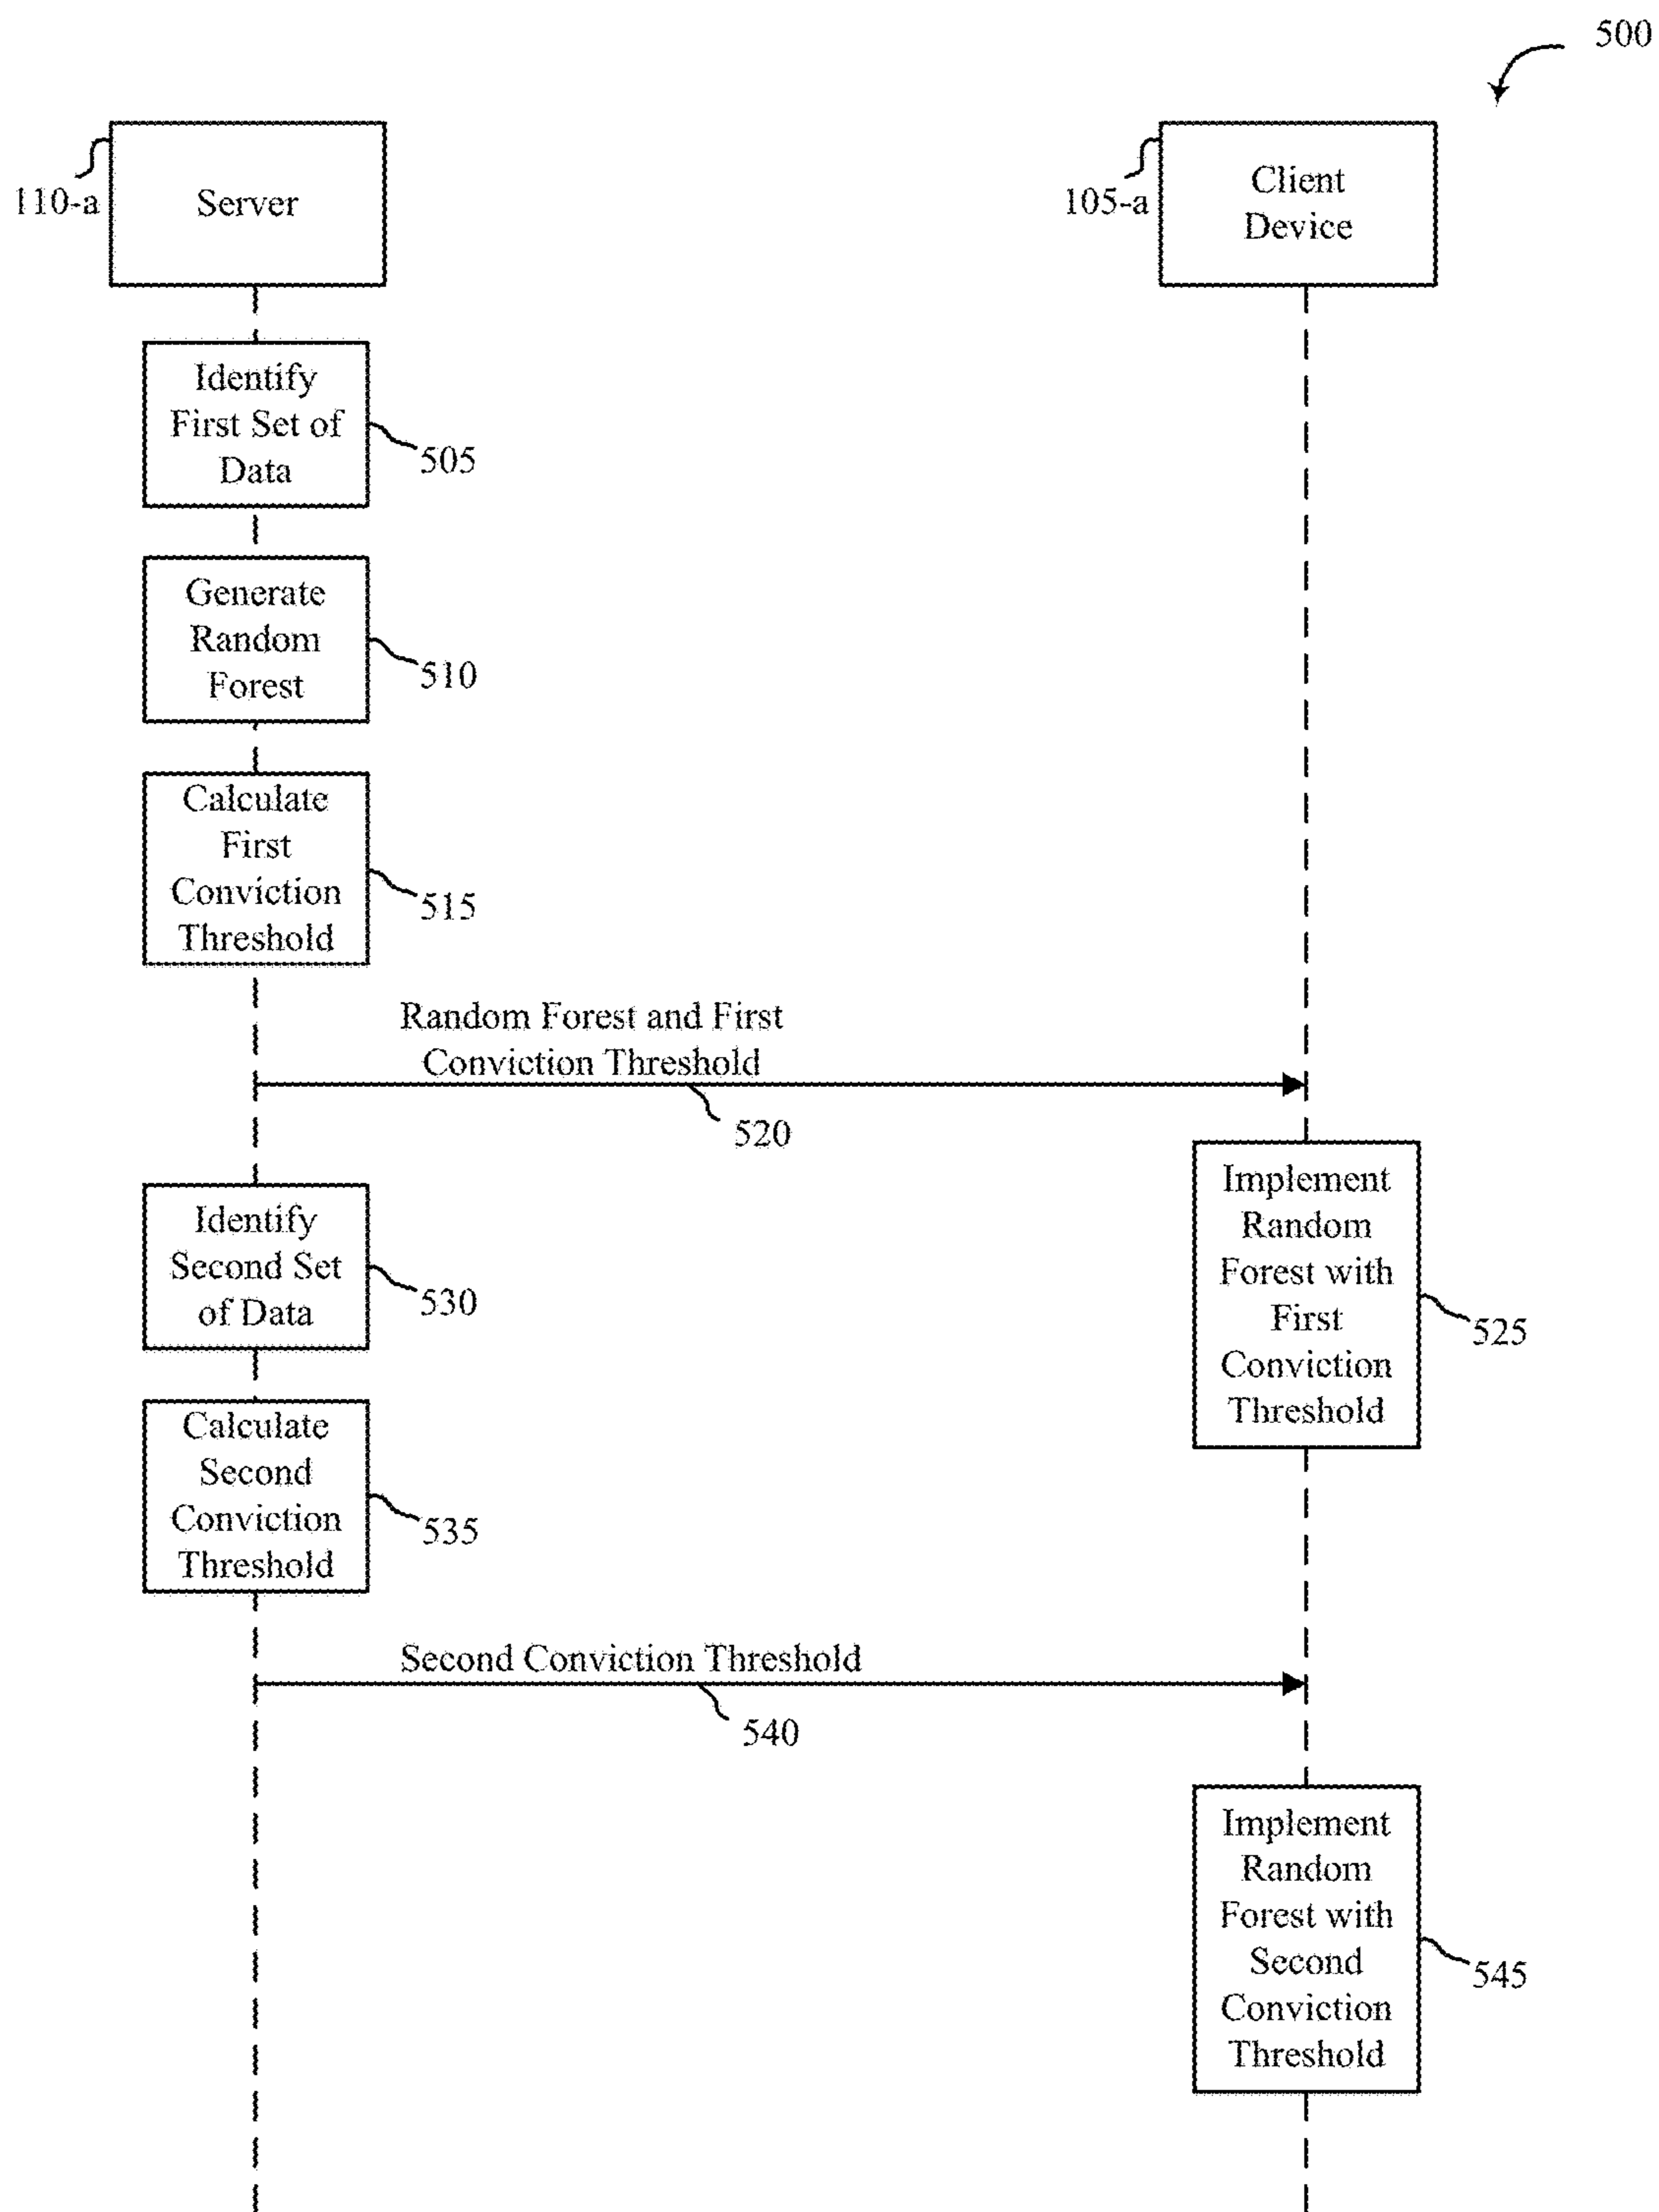 500
110-a
Server
105-a
Client
Device
Identify
First Set of
Data
505
Generate
Random
Forest
510
Calculate
First
Conviction
Threshold
515
Random Forest and First
Conviction Threshold
520
Implement
Random
Forest with
First
Conviction
Threshold
525
Identify
Second Set
of Data
530
Calculate
Second
Conviction
Threshold
535
Second Conviction Threshold
540
Implement
Random
Forest with
Second
Conviction
Threshold
545